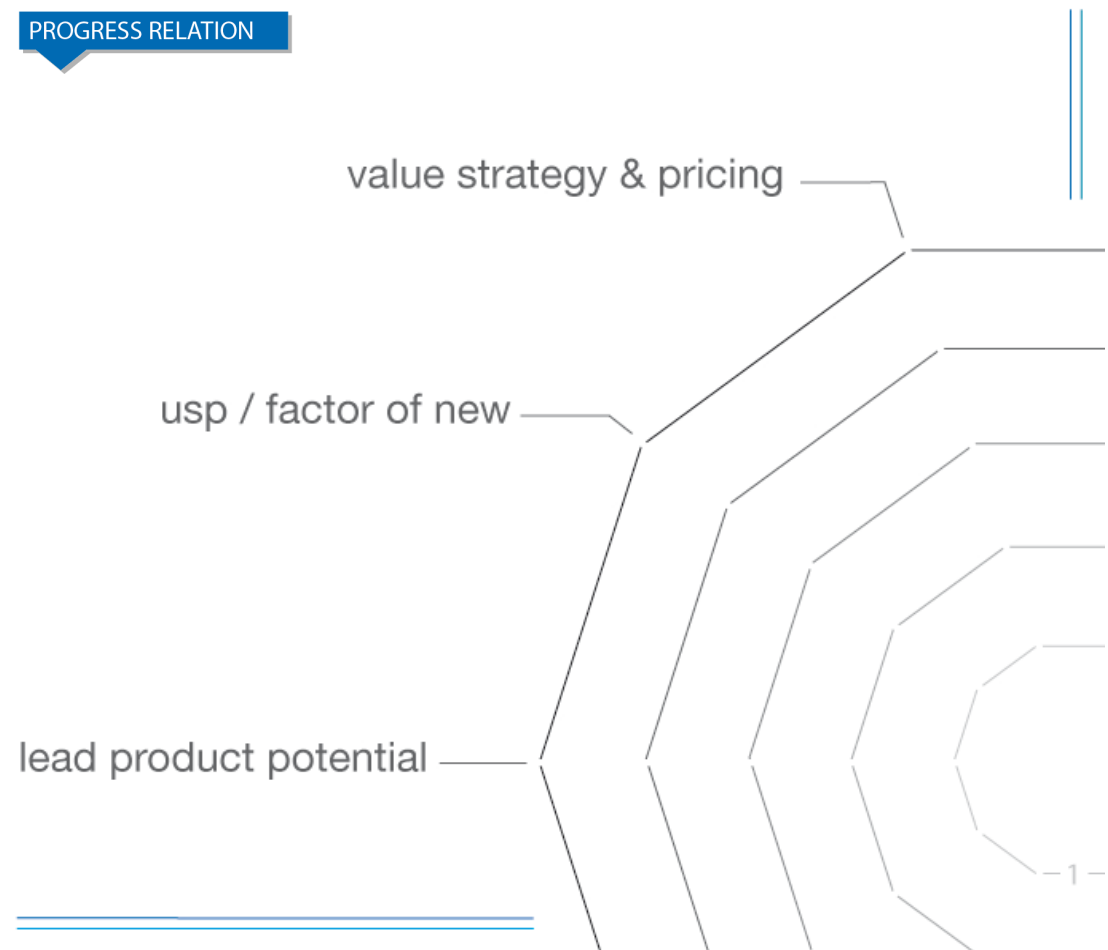 PROGRESS RELATION
value strategy & pricing
usp / factor of new
lead product potential
1